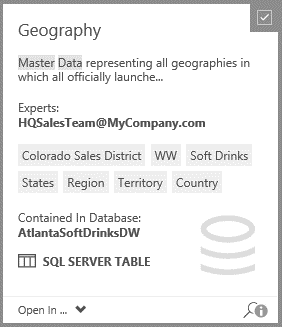 Geography
Master Data representing all geographies in
which all officially launche...
Experts:
HQSalesTeam@MyCompany.com
Colorado Sales District WW Soft Drinks
States Region Territory Country
Contained In Database:
AtlantaSoftDrinksDW
SQL SERVER TABLE
Open In ...